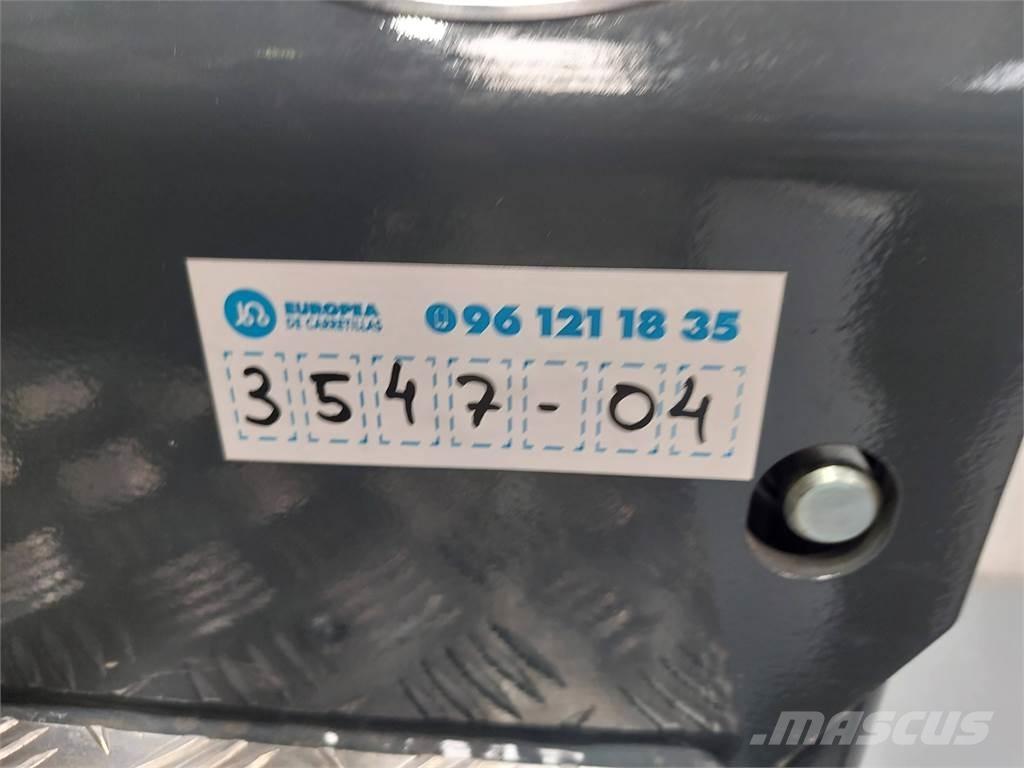 EUROPEA
DE CARRETILLAS
96 121 18 35
3547-04
MASCUS